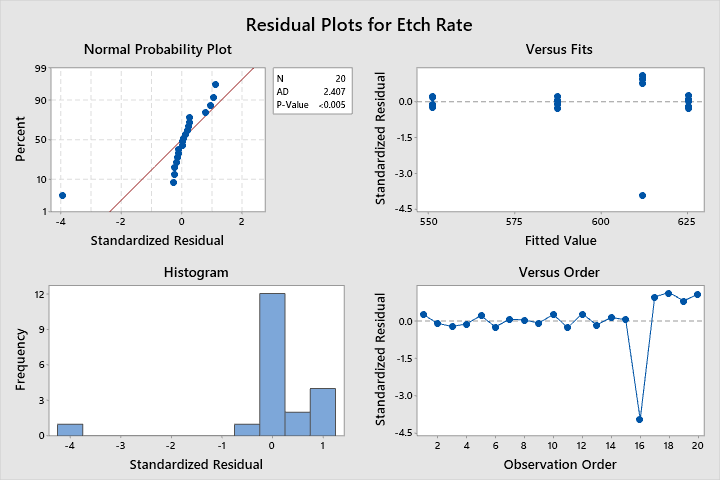 Residual Plots for Etch Rate
Normal Probability Plot
99
90
50
10
1
Percent
-4
-2
0
2
Standardized Residual
N 20
AD 2.407
P-Value <0.005
Versus Fits
0.0
-1.5
-3.0
-4.5
Standardized Residual
550
575
600
625
Fitted Value
Histogram
12
9
6
3
0
Frequency
-4
-3
-2
-1
0
1
Standardized Residual
Versus Order
0.0
-1.5
-3.0
-4.5
Standardized Residual
2
4
6
8
10
12
14
16
18
20
Observation Order